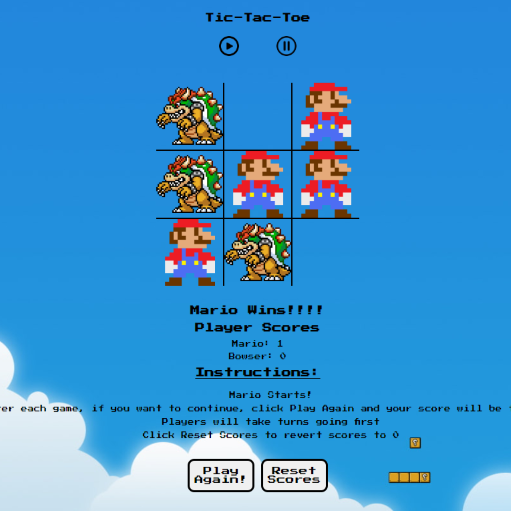 Tic-Tac-Toe
Mario Wins!!!!
Player Scores
Mario: 1
Bowser: 0
Instructions:
Mario Starts!
each game, if you want to continue, click Play Again and your score will be
Players will take turns going first
Click Reset Scores to revert scores to 0
Play Again!
Reset Scores